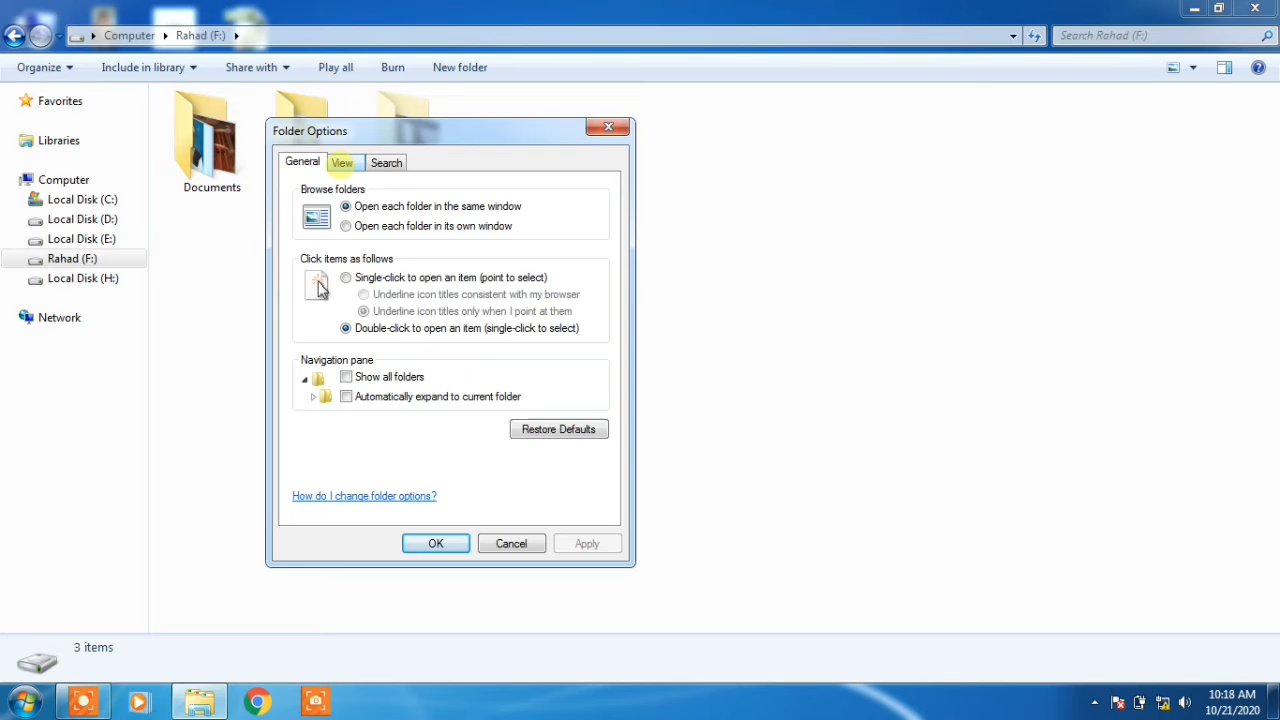 Computer Rahad (F:)
Search Rahad (F:)
Organize Include in library Share with Play all Burn New folder
Favorites
Libraries
Computer
Local Disk (C:)
Local Disk (D:)
Local Disk (E:)
Rahad (F:)
Local Disk (H:)
Network
Documents
Folder Options
General View Search
Browse folders
Open each folder in the same window
Open each folder in its own window
Click items as follows
Single-click to open an item (point to select)
Underline icon titles consistent with my browser
Underline icon titles only when I point at them
Double-click to open an item (single-click to select)
Navigation pane
Show all folders
Automatically expand to current folder
Restore Defaults
How do I change folder options?
OK Cancel Apply
3 items
10:18 AM
10/21/2020